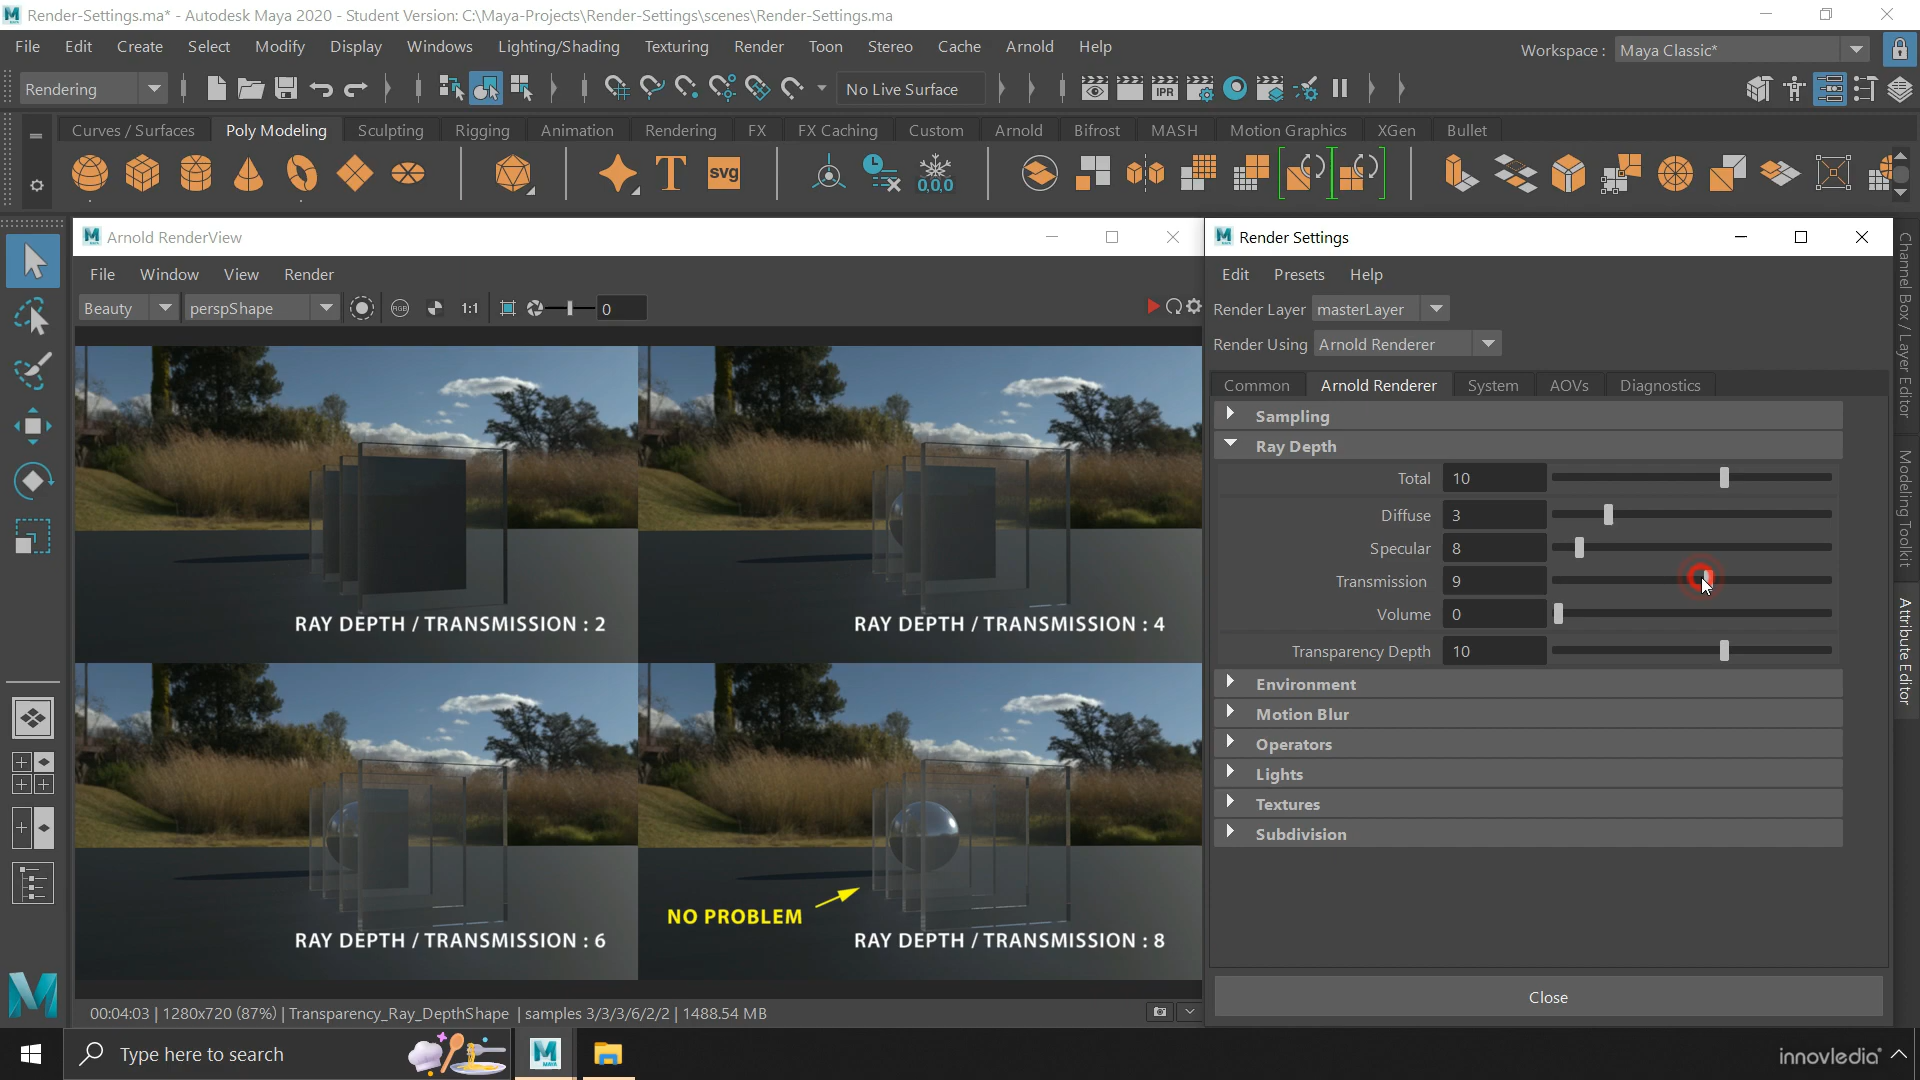 Render-Settings.ma* - Autodesk Maya 2020 - Student Version: C:\Maya-Projects\Render-Settings\scenes\Render-Settings.ma
File Edit Create Select Modify Display Windows Lighting/Shading Texturing Render Toon Stereo Cache Arnold Help
Workspace : Maya Classic*
Rendering
No Live Surface
IPR
Curves / Surfaces Poly Modeling Sculpting Rigging Animation Rendering FX FX Caching Custom Arnold Bifrost MASH Motion Graphics XGen Bullet
T
svg
0,0,0
Arnold RenderView
File Window View Render
Beauty perspShape RGB 1:1 0
RAY DEPTH / TRANSMISSION : 2
RAY DEPTH / TRANSMISSION : 4
NO PROBLEM
RAY DEPTH / TRANSMISSION : 6
RAY DEPTH / TRANSMISSION : 8
00:04:03 | 1280x720 (87%) | Transparency_Ray_DepthShape | samples 3/3/3/6/2/2 | 1488.54 MB
Render Settings
Edit Presets Help
Render Layer masterLayer
Render Using Arnold Renderer
Common Arnold Renderer System AOVs Diagnostics
Sampling
Ray Depth
Total 10
Diffuse 3
Specular 8
Transmission 9
Volume 0
Transparency Depth 10
Environment
Motion Blur
Operators
Lights
Textures
Subdivision
Close
Channel Box / Layer Editor
Modeling Toolkit
Attribute Editor
Type here to search
MAYA
innovledia